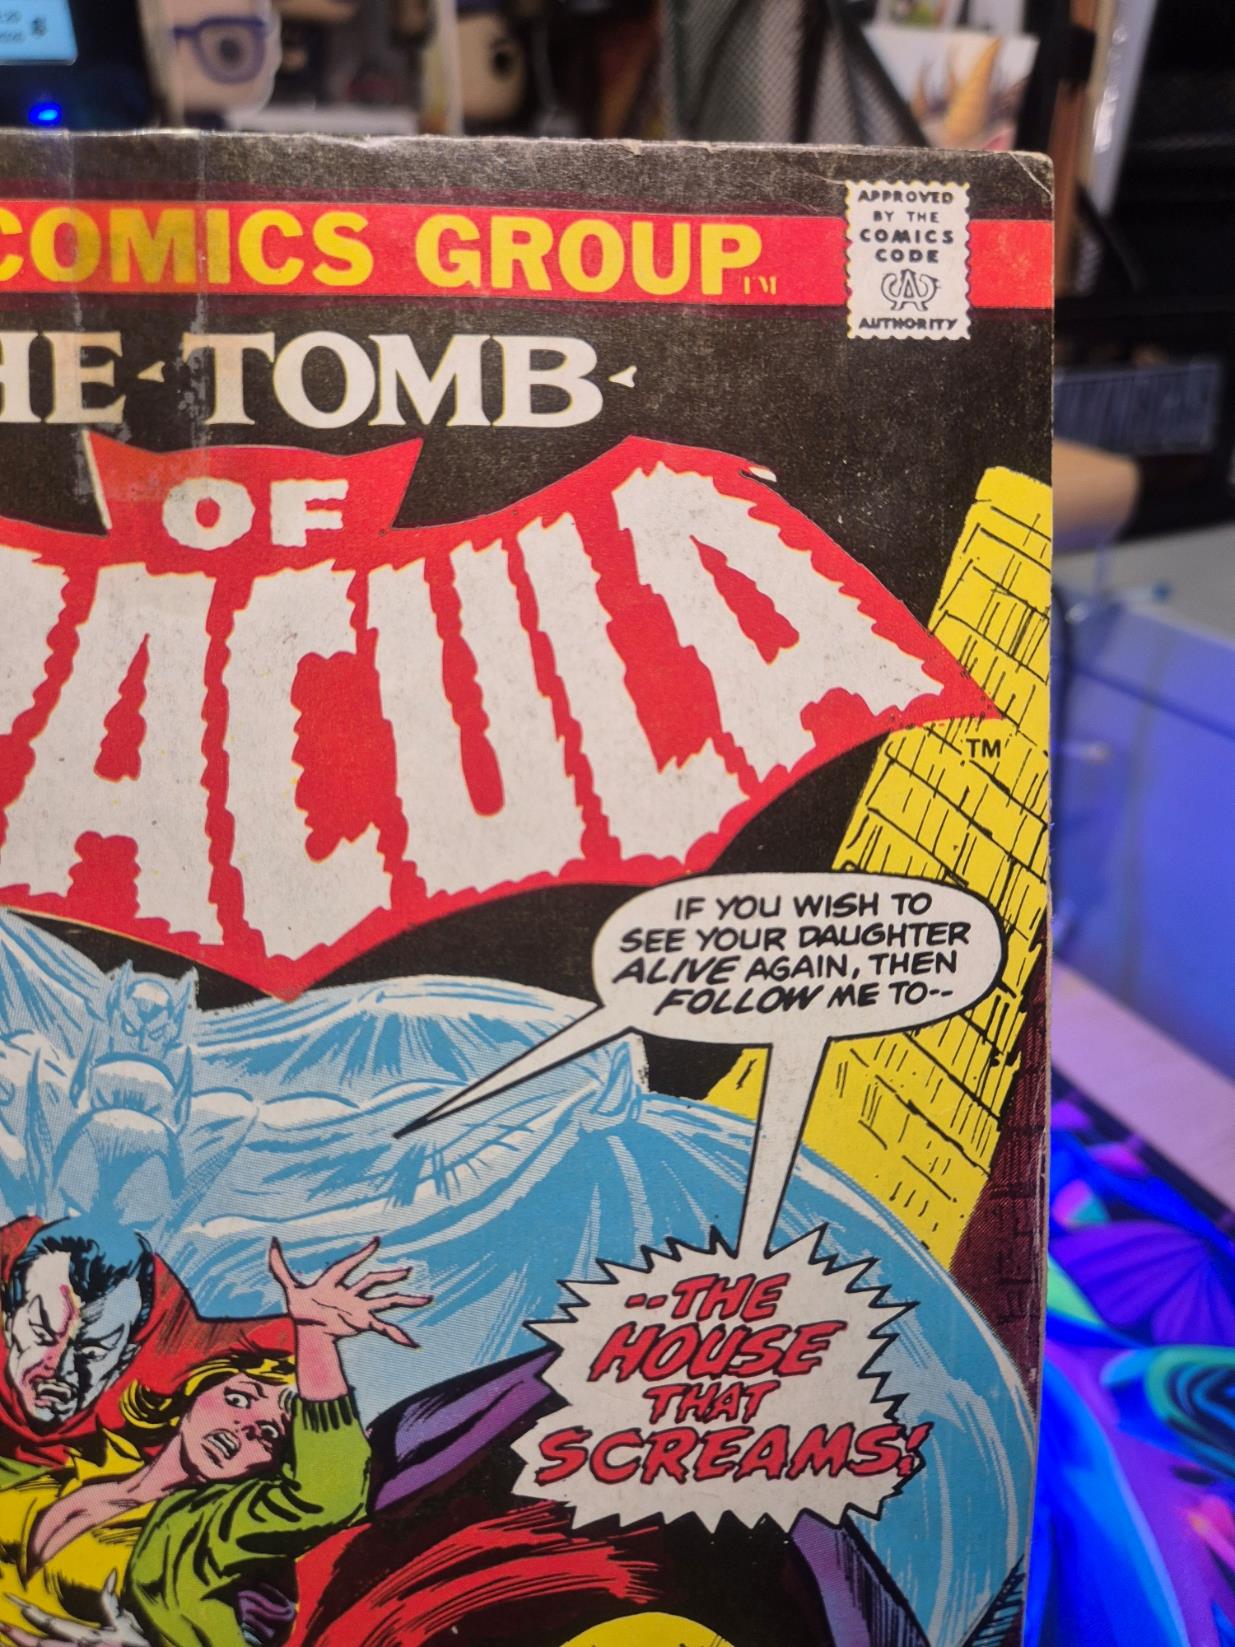 COMICS GROUP TM
APPROVED
BY THE
COMICS
CODE
CA
AUTHORITY
HE TOMB
OF
ACULA
TM
IF YOU WISH TO
SEE YOUR DAUGHTER
ALIVE AGAIN, THEN
FOLLOW ME TO--
--THE
HOUSE
THAT
SCREAMS!